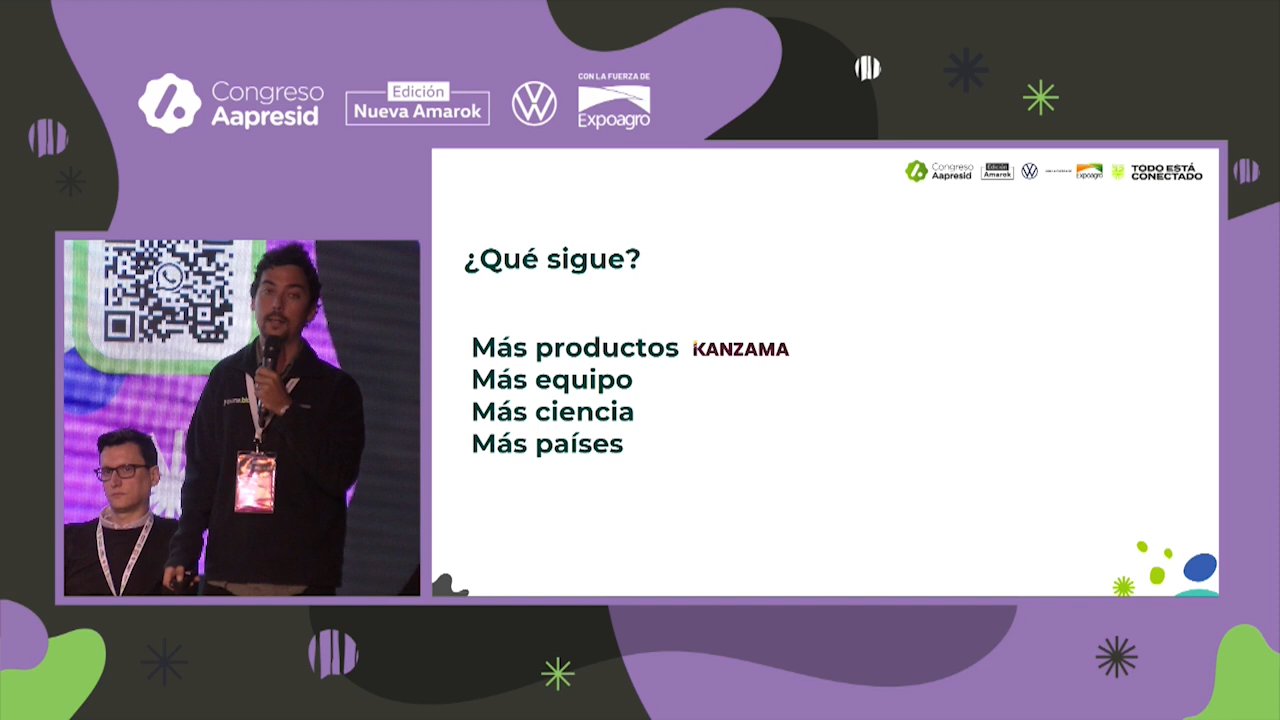 Congreso
Aapresid
Edición
Nueva Amarok
CON LA FUERZA DE
Expoagro
Congreso
Aapresid
Edición
Amarok
Expoagro
TODO ESTÁ
CONECTADO
¿Qué sigue?
Más productos KANZAMA
Más equipo
Más ciencia
Más países